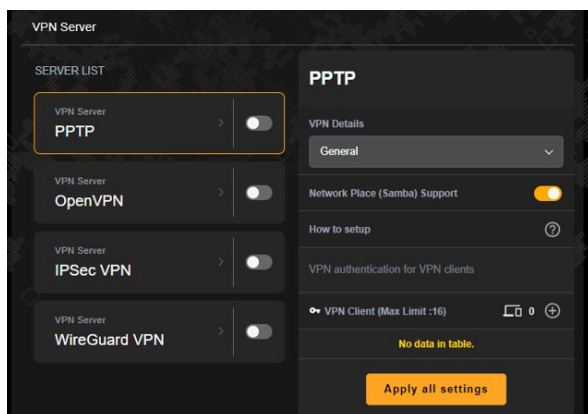 VPN Server
SERVER LIST
VPN Server
PPTP
VPN Server
OpenVPN
VPN Server
IPSec VPN
VPN Server
WireGuard VPN
PPTP
VPN Details
General
Network Place (Samba) Support
How to setup
?
VPN authentication for VPN clients
VPN Client (Max Limit :16) 0
No data in table.
Apply all settings